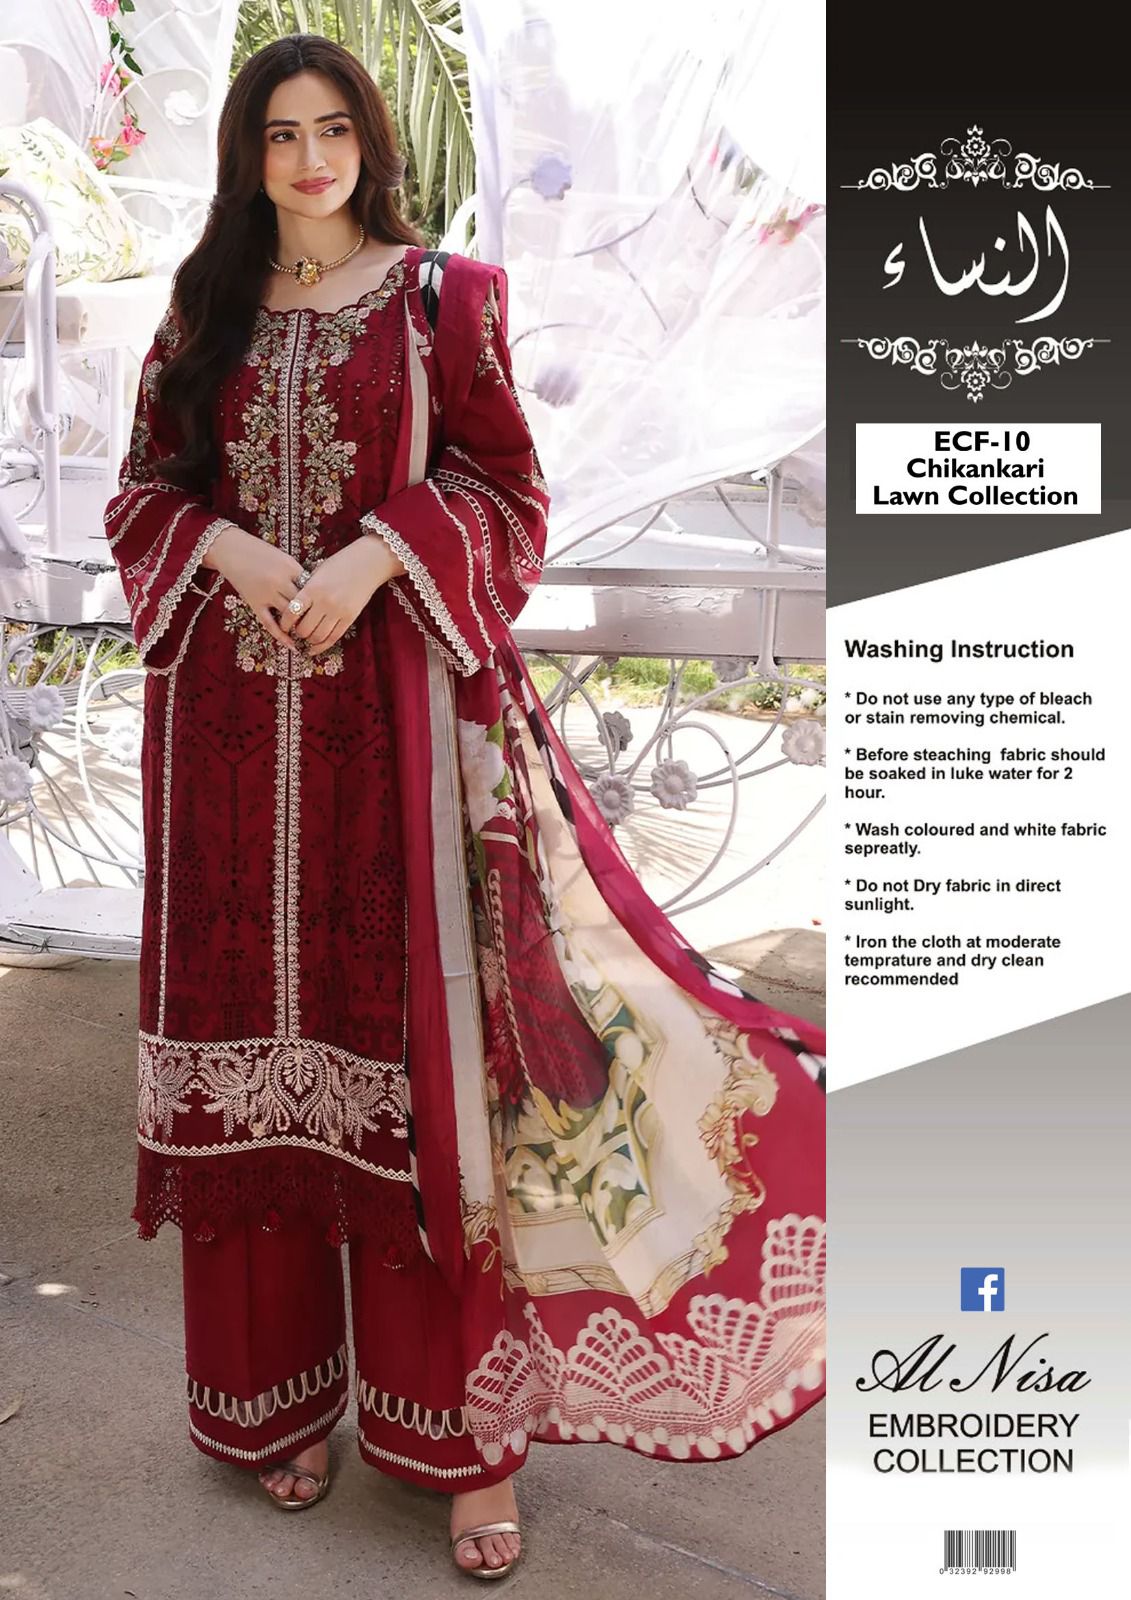 النساء
ECF-10
Chikankari
Lawn Collection
Washing Instruction
* Do not use any type of bleach
or stain removing chemical.
* Before steaching fabric should
be soaked in luke water for 2
hour.
* Wash coloured and white fabric
sepreatly.
* Do not Dry fabric in direct
sunlight.
* Iron the cloth at moderate
temprature and dry clean
recommended
f
Al Nisa
EMBROIDERY
COLLECTION
0 32392 92998